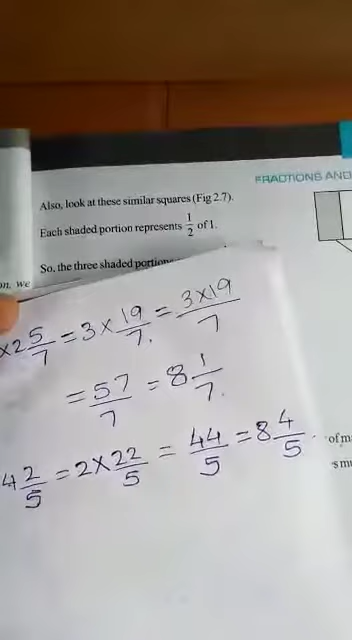 FRACTIONS AND
Also, look at these similar squares (Fig 2.7).
Each shaded portion represents 1/2 of 1.
on, we
So, the three shaded portions
×2 5/7 = 3 × 19/7. = 3×19/7
= 57/7 = 8 1/7.
4 2/5 = 2×22/5 = 44/5 = 8 4/5.
of m